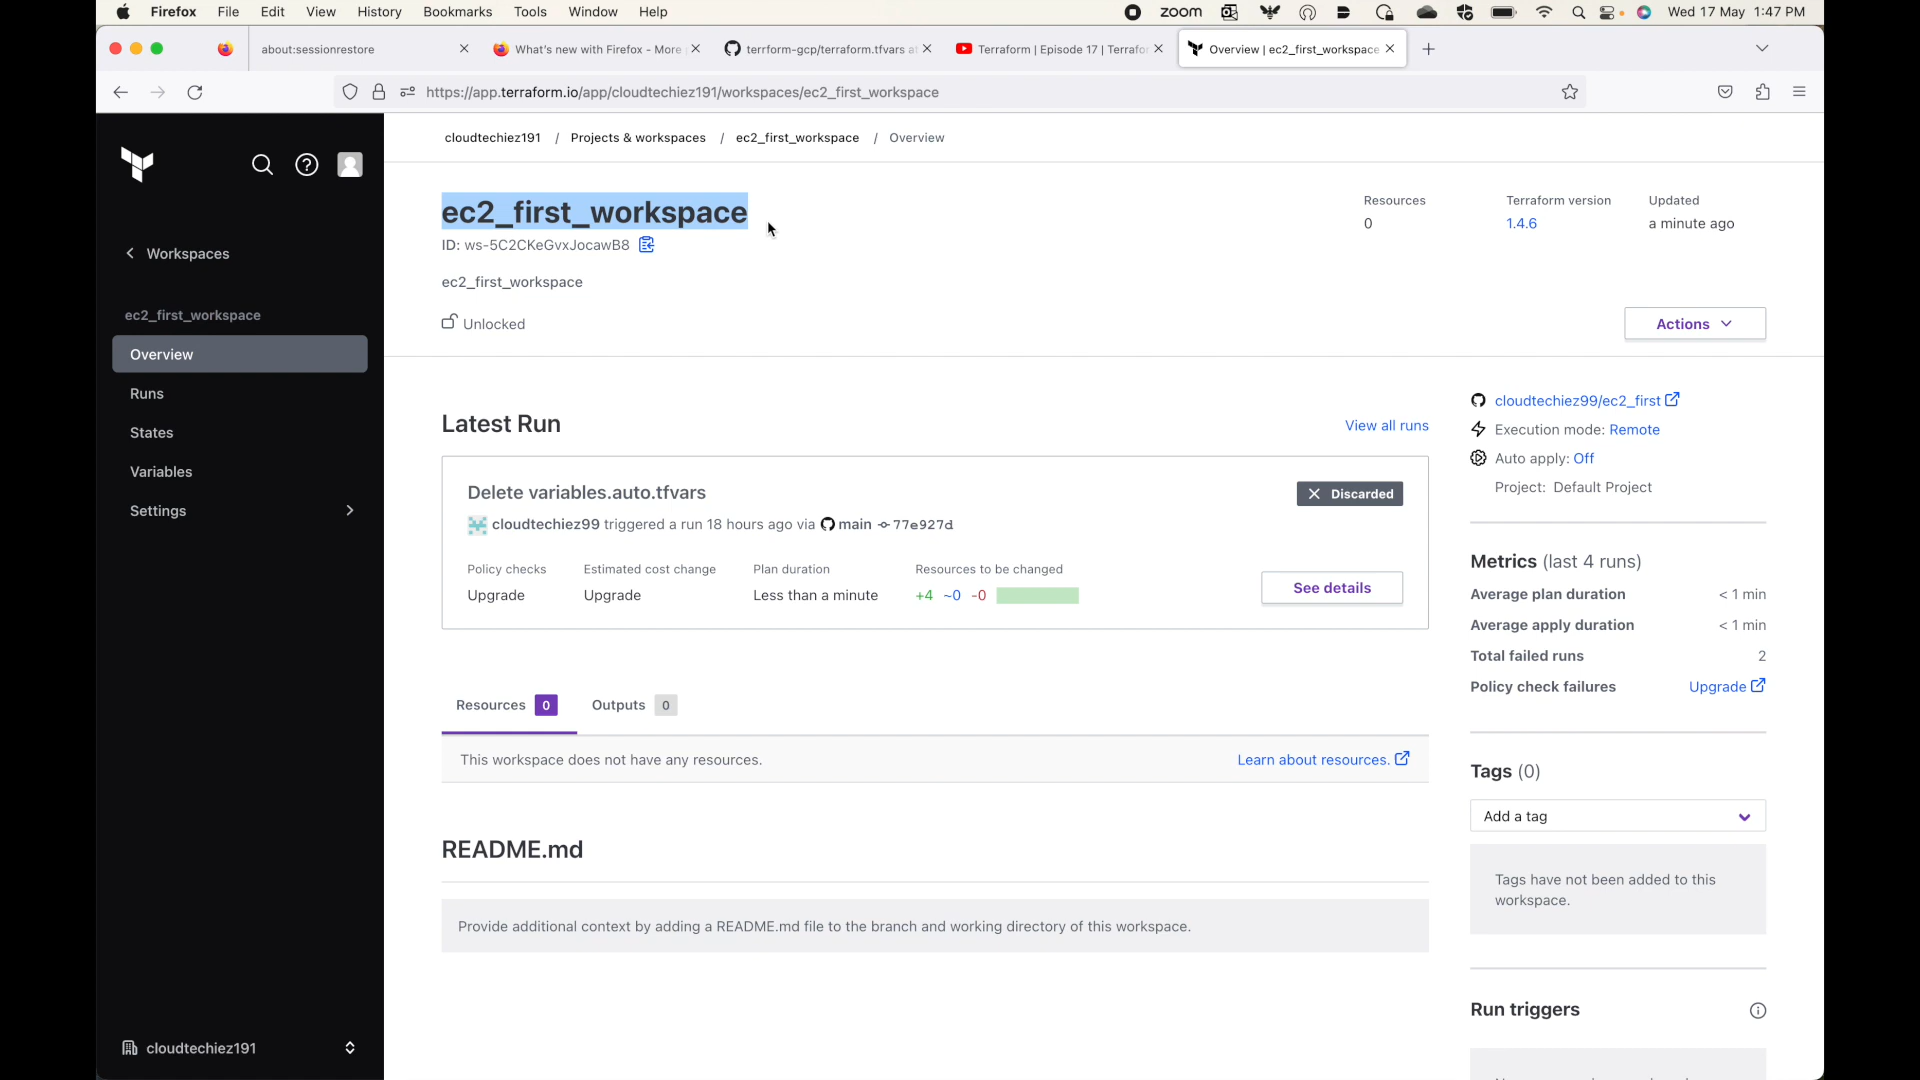 Firefox File Edit View History Bookmarks Tools Window Help zoom Wed 17 May 1:47 PM
about:sessionrestore What's new with Firefox - More terrform-gcp/terraform.tfvars at Terraform | Episode 17 | Terrafo Overview | ec2_first_workspace
https://app.terraform.io/app/cloudtechiez191/workspaces/ec2_first_workspace
cloudtechiez191 / Projects & workspaces / ec2_first_workspace / Overview
ec2_first_workspace
ID: ws-5C2CKeGvxJocawB8
ec2_first_workspace
Unlocked
Resources
0
Terraform version
1.4.6
Updated
a minute ago
Actions
Workspaces
ec2_first_workspace
Overview
Runs
States
Variables
Settings
cloudtechiez191
Latest Run
View all runs
Delete variables.auto.tfvars
Discarded
cloudtechiez99 triggered a run 18 hours ago via main 77e927d
Policy checks Estimated cost change Plan duration Resources to be changed
Upgrade Upgrade Less than a minute +4 ~0 -0
See details
Resources 0 Outputs 0
This workspace does not have any resources.
Learn about resources.
README.md
Provide additional context by adding a README.md file to the branch and working directory of this workspace.
cloudtechiez99/ec2_first
Execution mode: Remote
Auto apply: Off
Project: Default Project
Metrics (last 4 runs)
Average plan duration < 1 min
Average apply duration < 1 min
Total failed runs 2
Policy check failures Upgrade
Tags (0)
Add a tag
Tags have not been added to this
workspace.
Run triggers